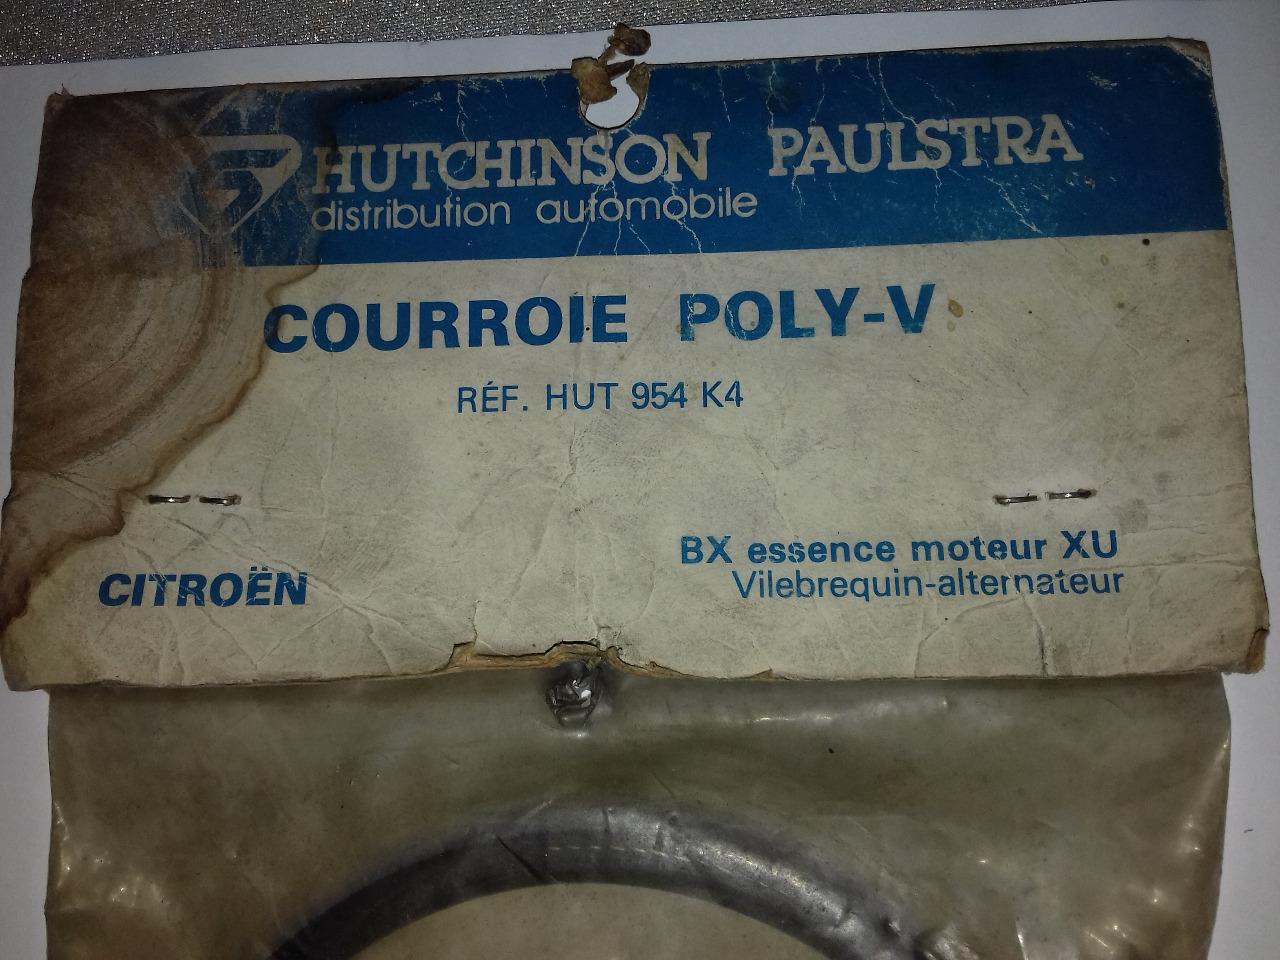 HUTCHINSON PAULSTRA
distribution automobile
COURROIE POLY-V
RÉF. HUT 954 K4
BX essence moteur XU
CITROËN
Vilebrequin-alternateur